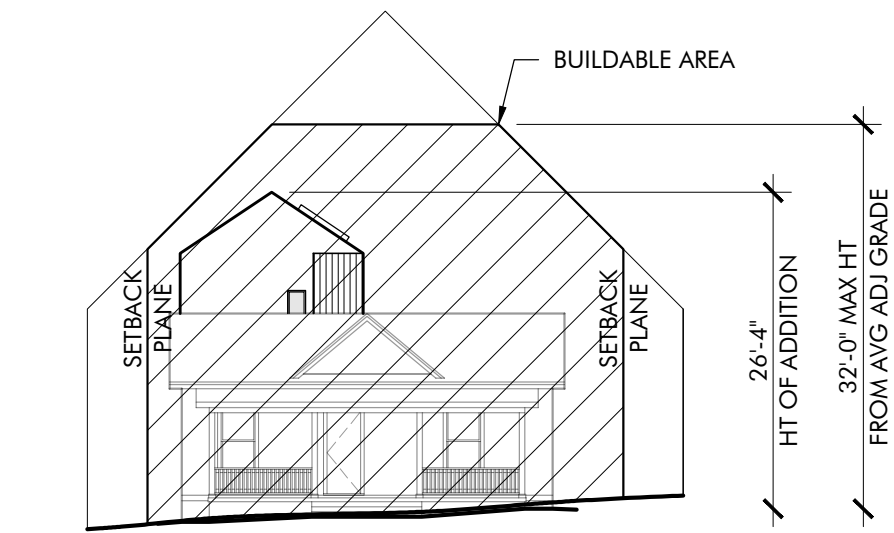 BUILDABLE AREA
SETBACK
PLANE
SETBACK
PLANE
26'-4"
HT OF ADDITION
32'-0" MAX HT
FROM AVG ADJ GRADE